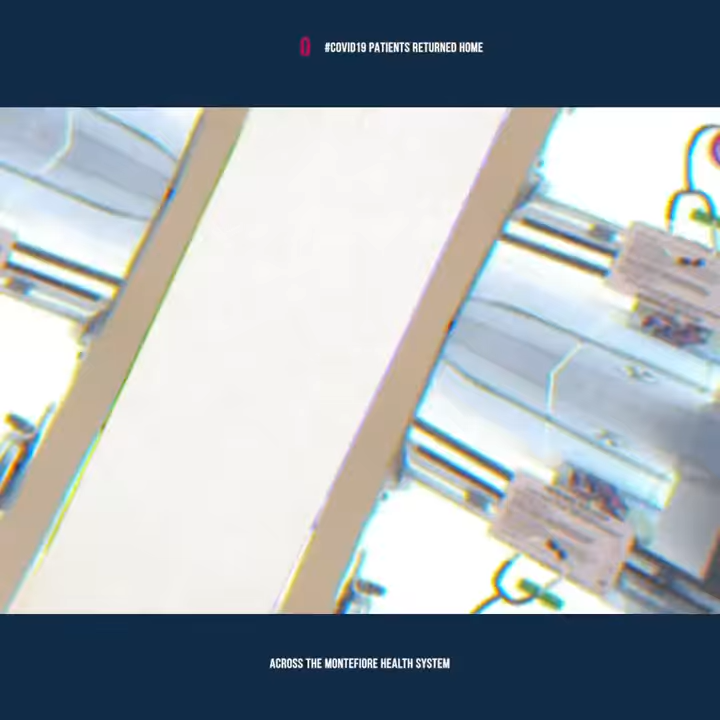 0 #COVID19 PATIENTS RETURNED HOME
ACROSS THE MONTEFIORE HEALTH SYSTEM